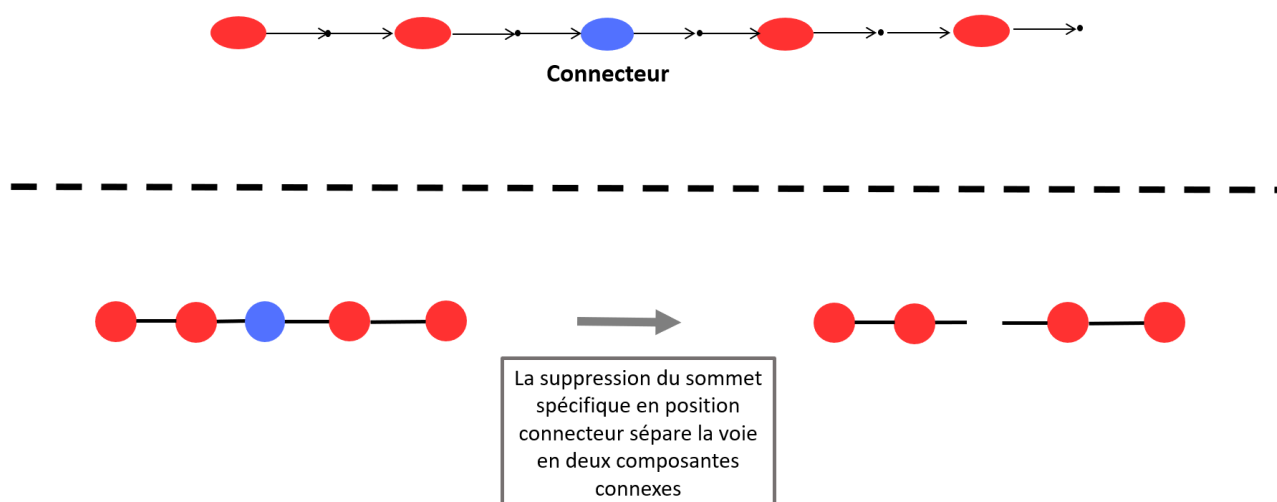 Connecteur
La suppression du sommet
spécifique en position
connecteur sépare la voie
en deux composantes
connexes